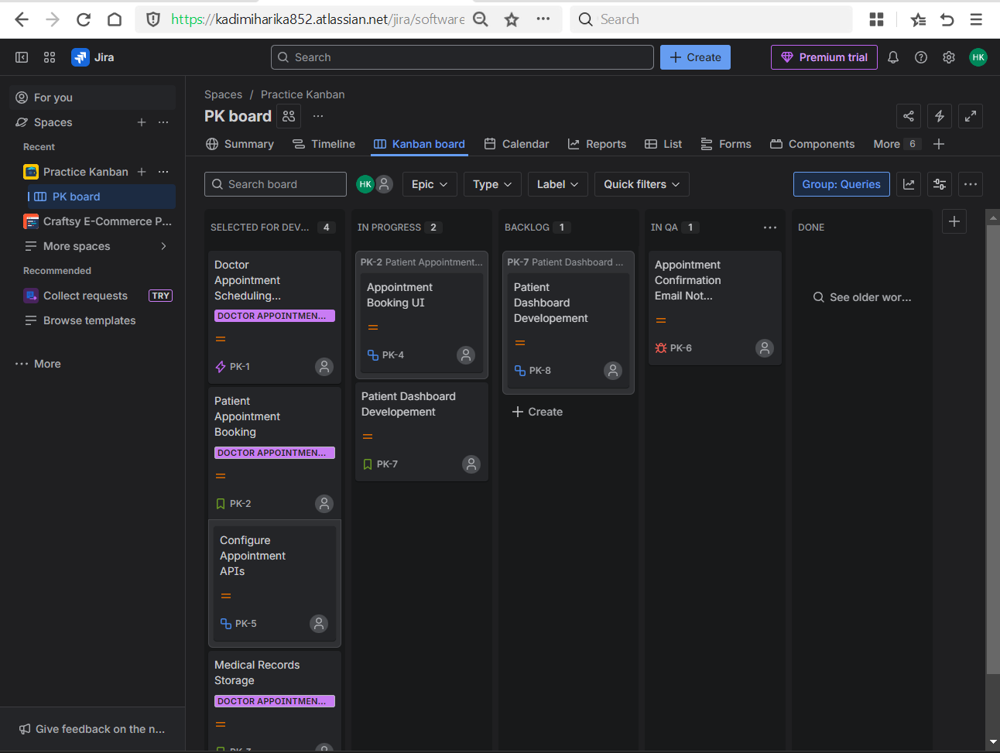 https://kadimiharika852.atlassian.net/jira/software
Search
Jira
Search
Create
Premium trial
HK
For you
Spaces
Recent
Practice Kanban
PK board
Craftsy E-Commerce P...
More spaces
Recommended
Collect requests TRY
Browse templates
More
Give feedback on the n...
Spaces / Practice Kanban
PK board
Summary Timeline Kanban board Calendar Reports List Forms Components More 6
Search board
HK
Epic Type Label Quick filters
Group: Queries
SELECTED FOR DEV... 4
Doctor
Appointment
Scheduling...
DOCTOR APPOINTMEN...
PK-1
Patient
Appointment
Booking
DOCTOR APPOINTMEN...
PK-2
Configure
Appointment
APIs
PK-5
Medical Records
Storage
DOCTOR APPOINTMEN...
PK-3
IN PROGRESS 2
PK-2 Patient Appointment...
Appointment
Booking UI
PK-4
Patient Dashboard
Developement
PK-7
BACKLOG 1
PK-7 Patient Dashboard ...
Patient
Dashboard
Developement
PK-8
Create
IN QA 1
Appointment
Confirmation
Email Not...
PK-6
DONE
See older wor...